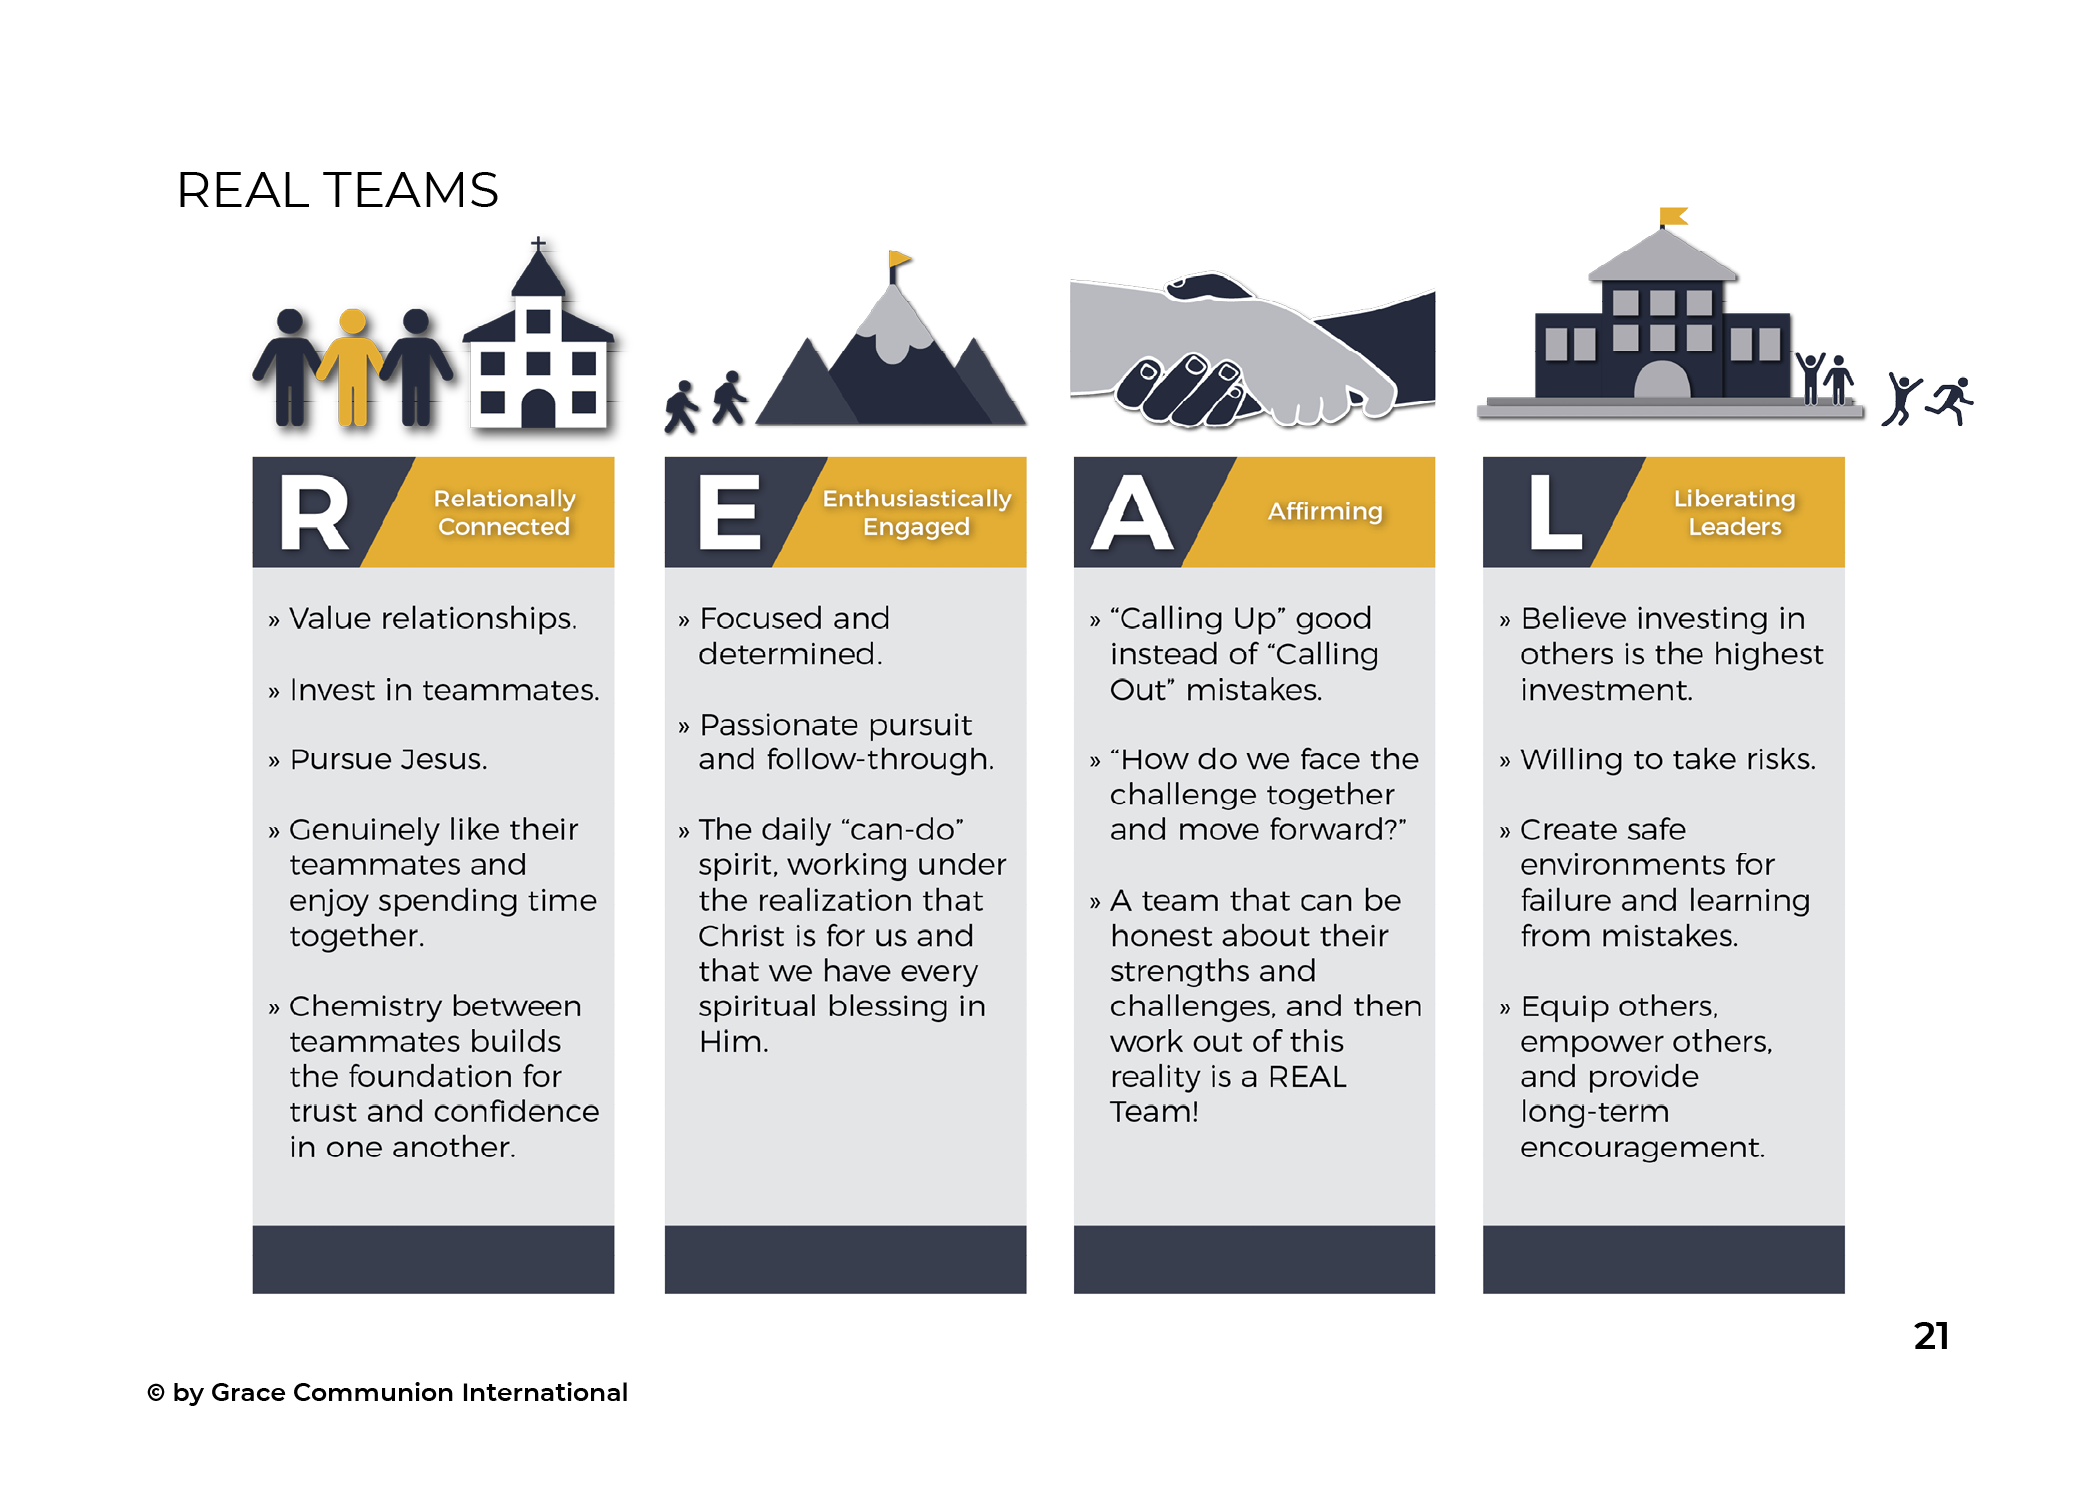 REAL TEAMS
R
Relationally
Connected
» Value relationships.
» Invest in teammates.
» Pursue Jesus.
» Genuinely like their
teammates and
enjoy spending time
together.
» Chemistry between
teammates builds
the foundation for
trust and confidence
in one another.
E
Enthusiastically
Engaged
» Focused and
determined.
» Passionate pursuit
and follow-through.
» The daily “can-do”
spirit, working under
the realization that
Christ is for us and
that we have every
spiritual blessing in
Him.
A
Affirming
» “Calling Up” good
instead of “Calling
Out” mistakes.
» “How do we face the
challenge together
and move forward?”
» A team that can be
honest about their
strengths and
challenges, and then
work out of this
reality is a REAL
Team!
L
Liberating
Leaders
» Believe investing in
others is the highest
investment.
» Willing to take risks.
» Create safe
environments for
failure and learning
from mistakes.
» Equip others,
empower others,
and provide
long-term
encouragement.
21
© by Grace Communion International